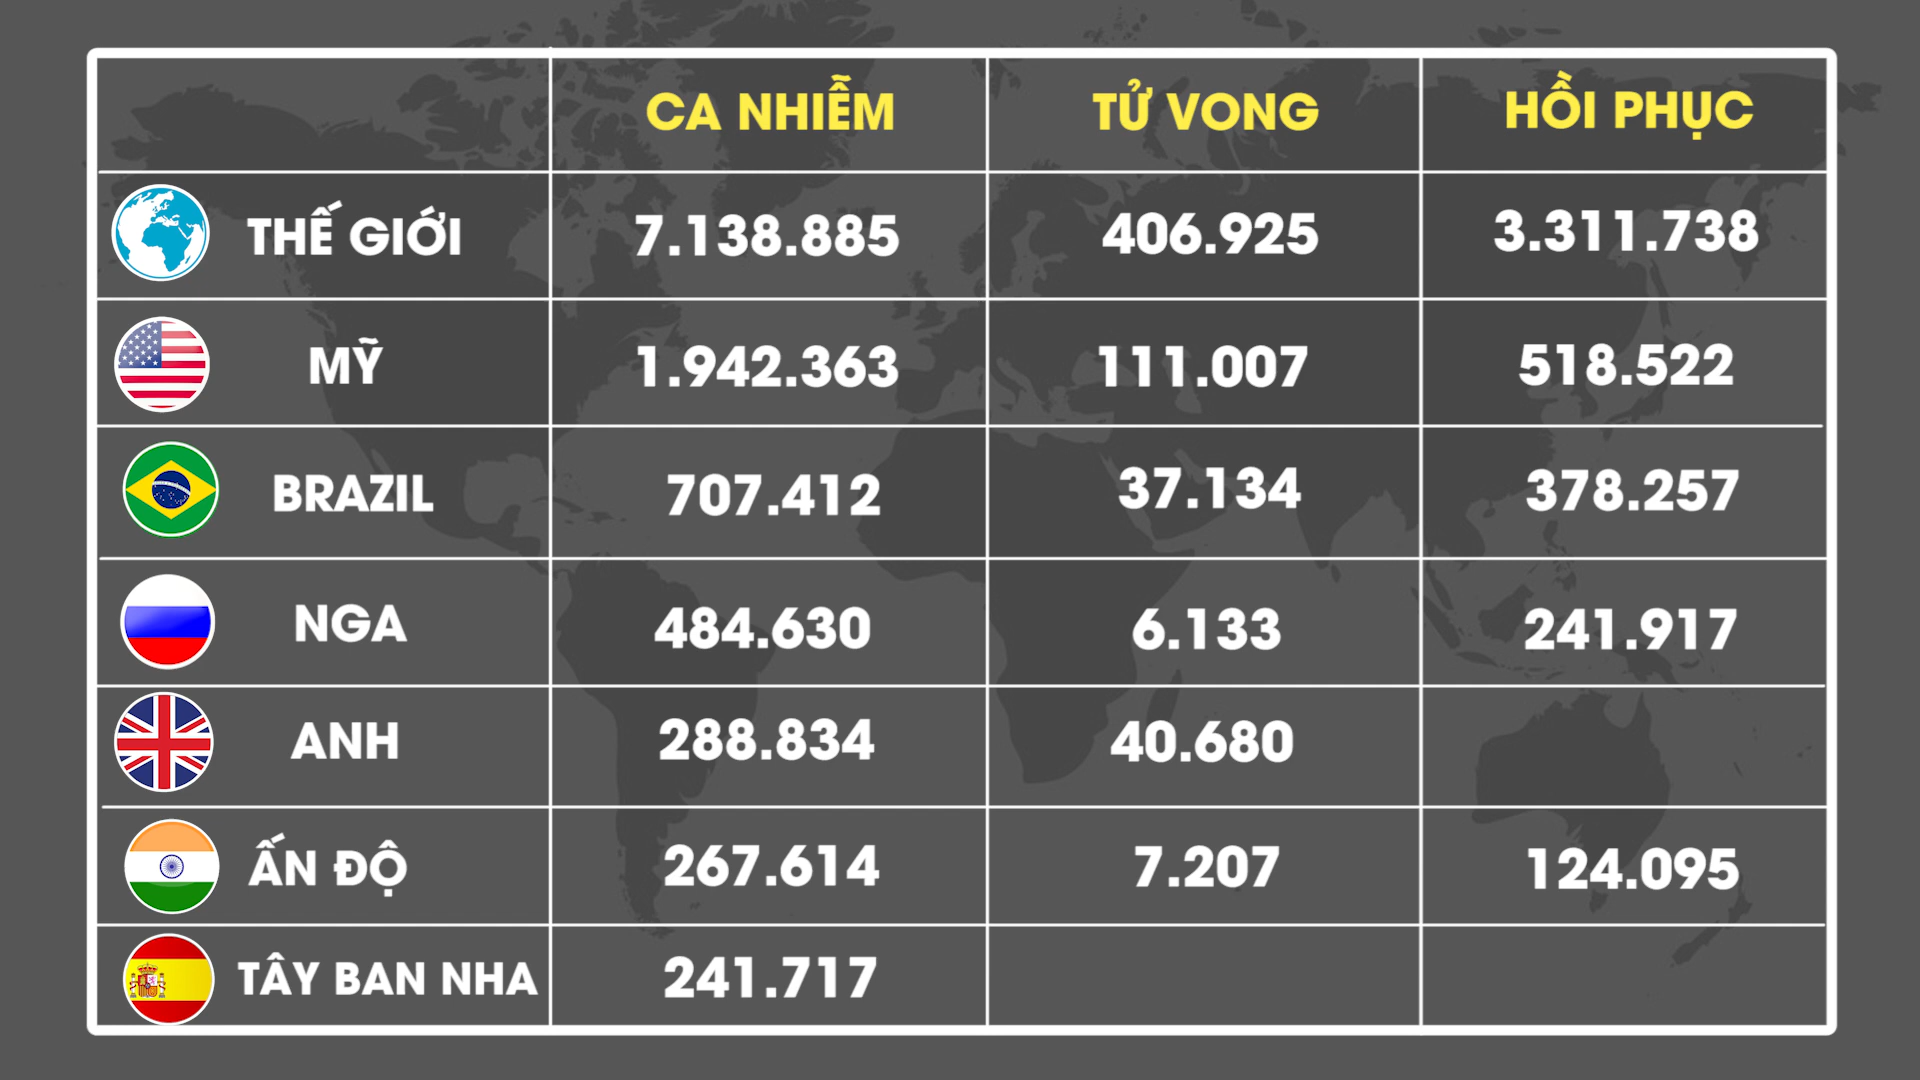 CA NHIỄM TỬ VONG HỒI PHỤC
THẾ GIỚI 7.138.885 406.925 3.311.738
MỸ 1.942.363 111.007 518.522
BRAZIL 707.412 37.134 378.257
NGA 484.630 6.133 241.917
ANH 288.834 40.680
ẤN ĐỘ 267.614 7.207 124.095
TÂY BAN NHA 241.717